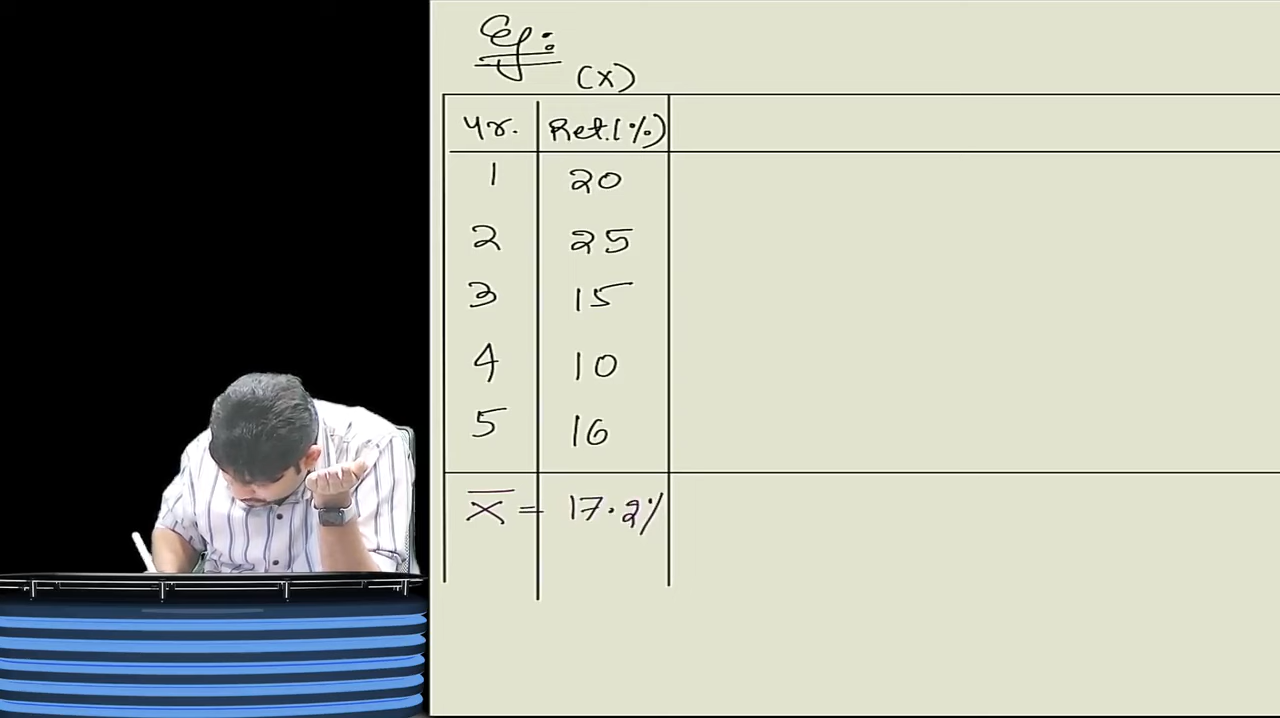 Eg:
(X)
Yr. Ret.(%)
1 20
2 25
3 15
4 10
5 16
X̅ = 17.2%